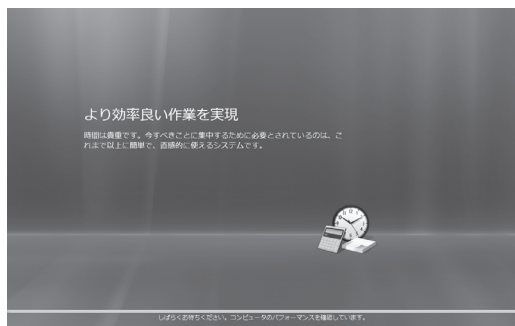 より効率良い作業を実現
時間は貴重です。今すべきことに集中するために必要とされているのは、こ
れまで以上に簡単で、直感的に使えるシステムです。
しばらくお待ちください。コンピュータのパフォーマンスを確認しています。